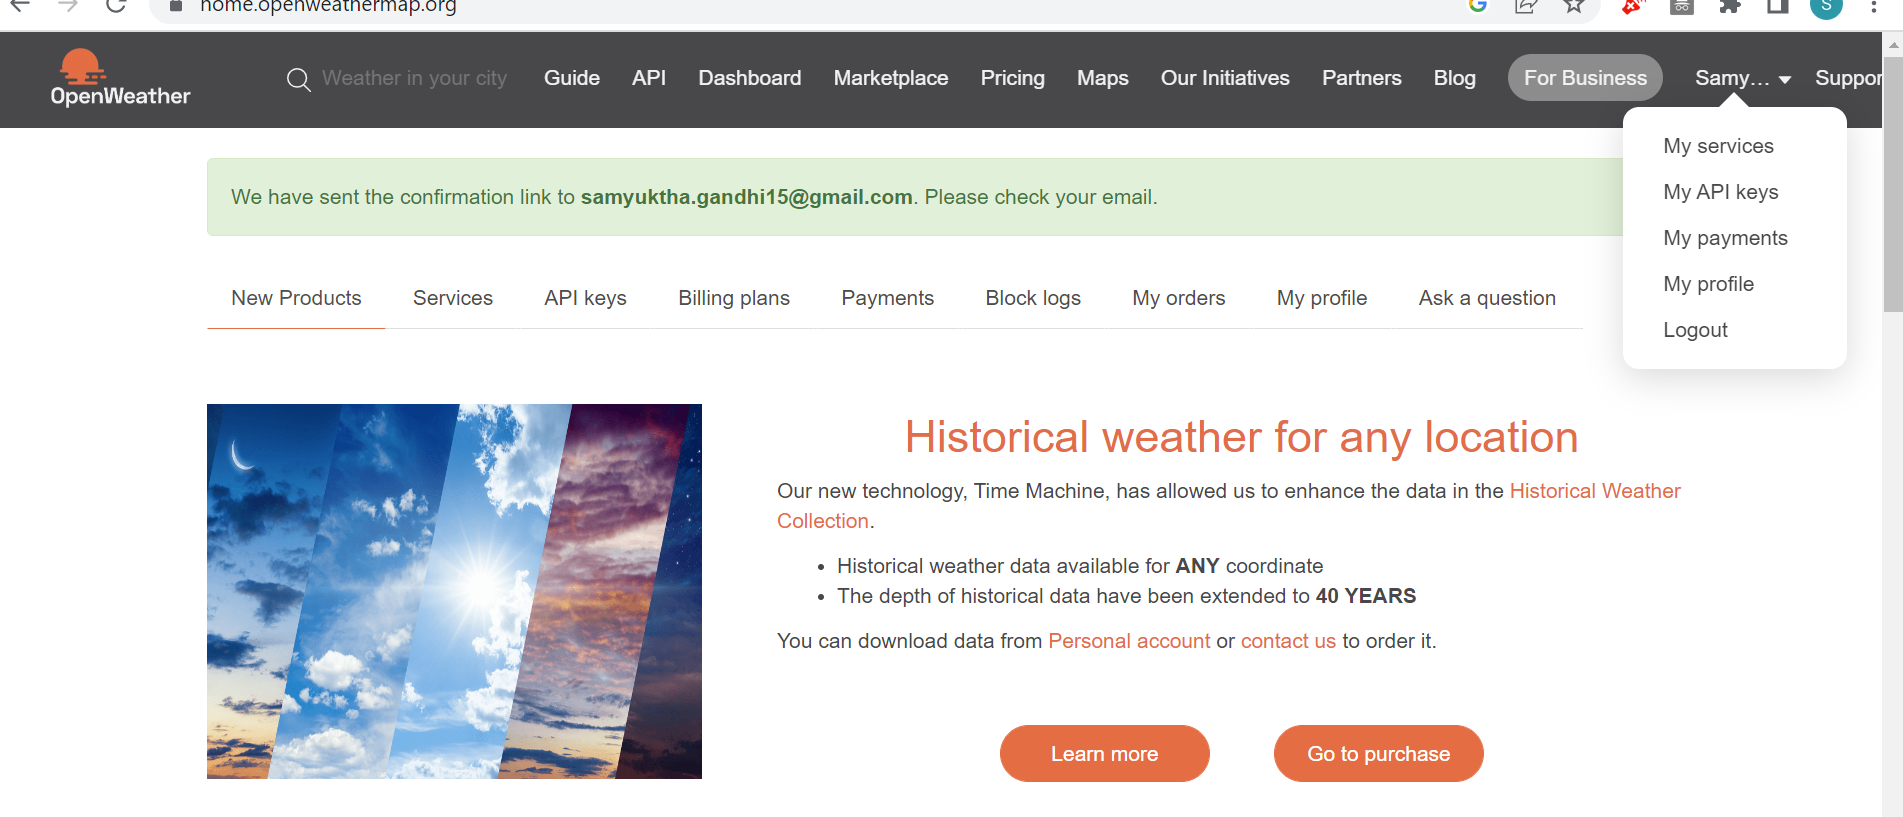 home.openweathermap.org
S
OpenWeather
Weather in your city Guide API Dashboard Marketplace Pricing Maps Our Initiatives Partners Blog For Business Samy... Suppor
My services
My API keys
My payments
My profile
Logout
We have sent the confirmation link to samyuktha.gandhi15@gmail.com. Please check your email.
New Products Services API keys Billing plans Payments Block logs My orders My profile Ask a question
Historical weather for any location
Our new technology, Time Machine, has allowed us to enhance the data in the Historical Weather
Collection.
• Historical weather data available for ANY coordinate
• The depth of historical data have been extended to 40 YEARS
You can download data from Personal account or contact us to order it.
Learn more Go to purchase